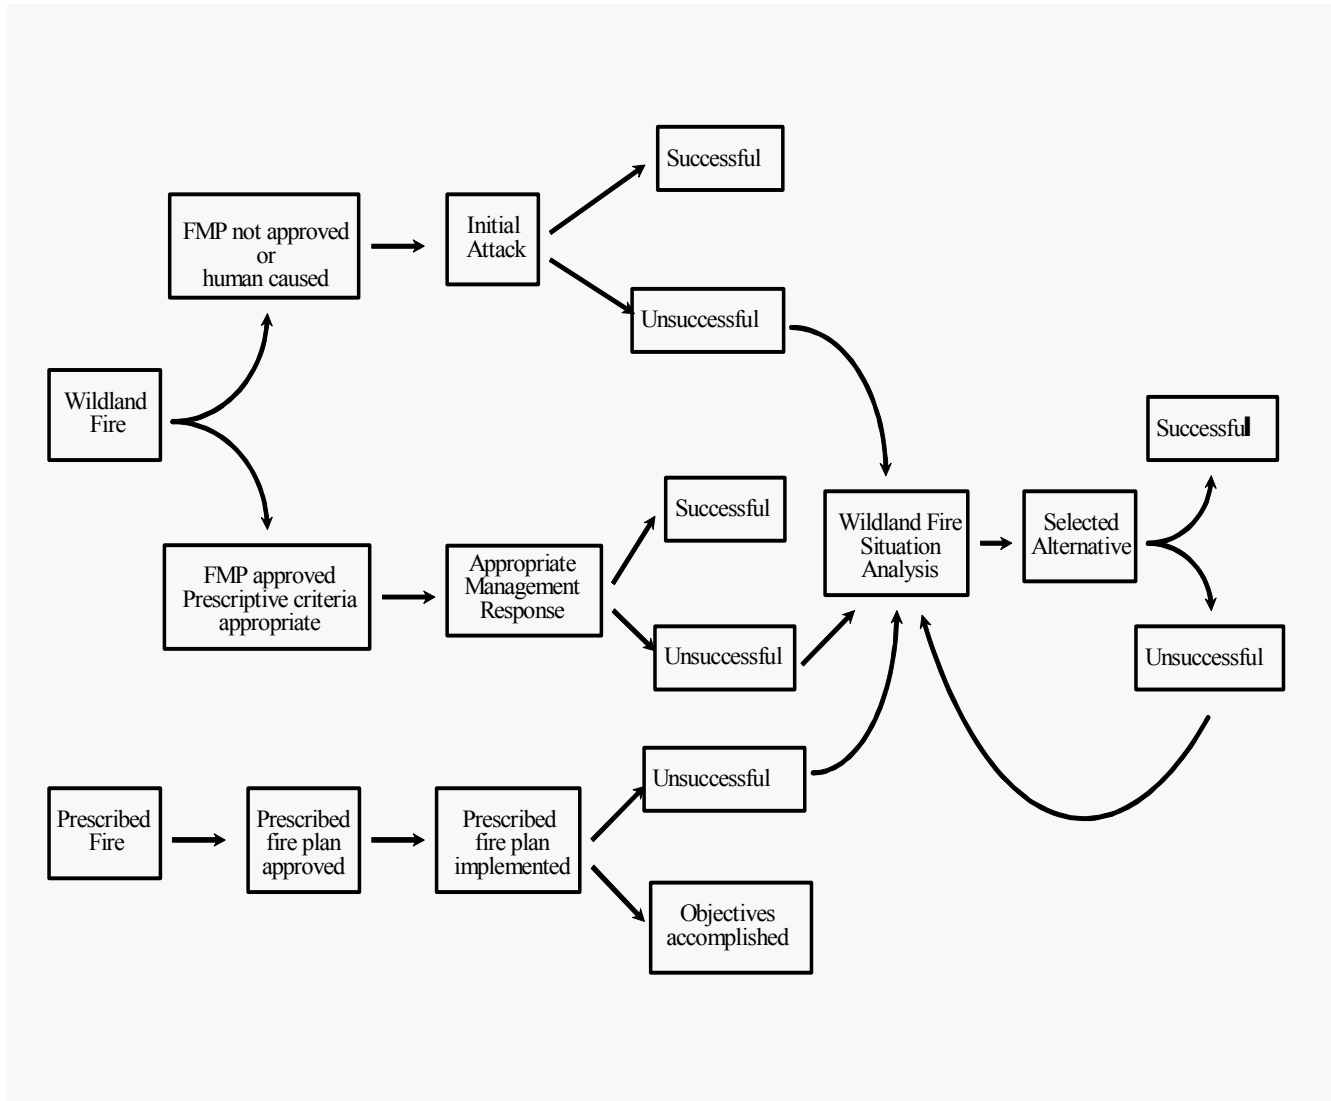 Successful
FMP not approved
or
human caused
Initial
Attack
Unsuccessful
Wildland
Fire
Successful
FMP approved
Prescriptive criteria
appropriate
Appropriate
Management
Response
Unsuccessful
Wildland Fire
Situation
Analysis
Selected
Alternative
Successful
Unsuccessful
Prescribed
Fire
Prescribed
fire plan
approved
Prescribed
fire plan
implemented
Unsuccessful
Objectives
accomplished